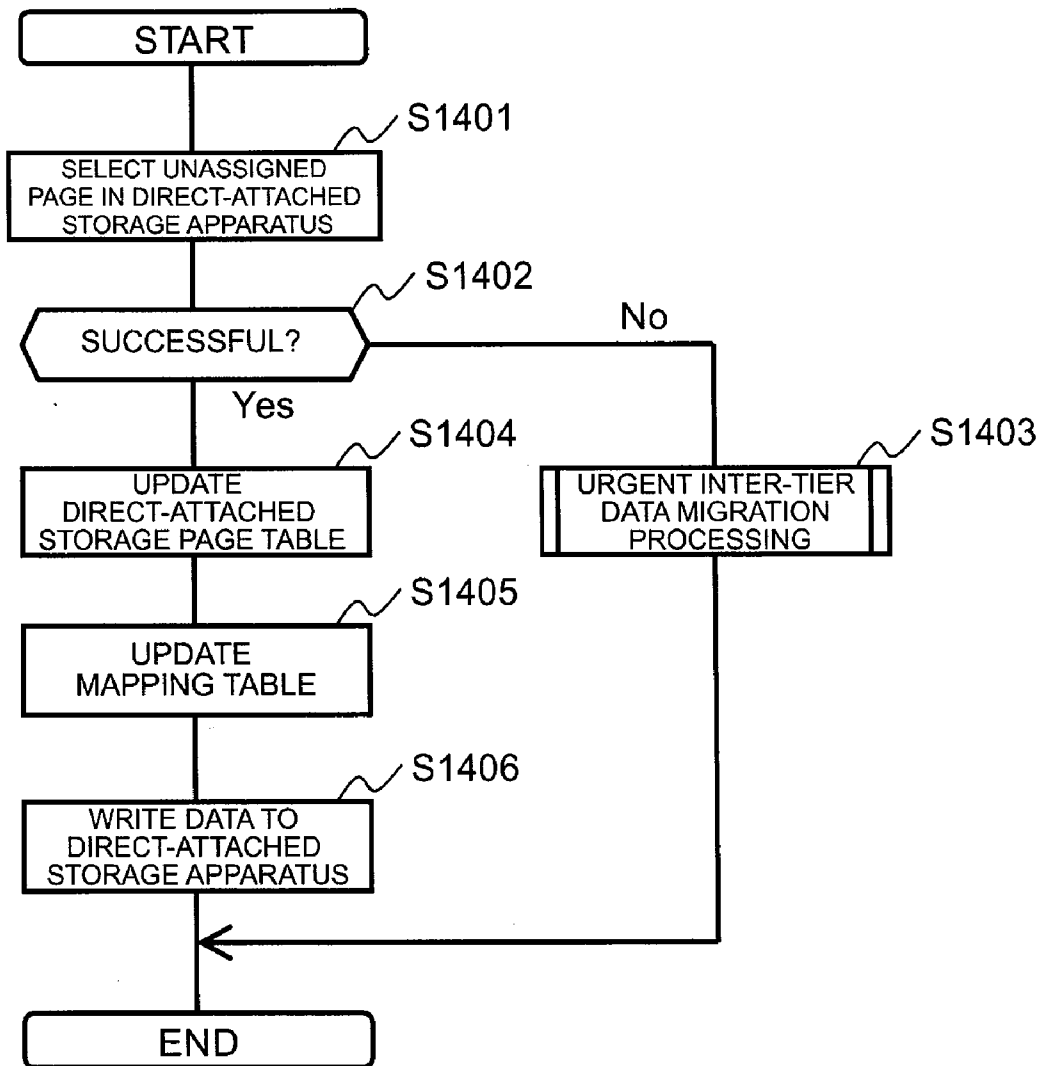 START
S1401
SELECT UNASSIGNED
PAGE IN DIRECT-ATTACHED
STORAGE APPARATUS
S1402
SUCCESSFUL?
No
Yes
S1404
UPDATE
DIRECT-ATTACHED
STORAGE PAGE TABLE
S1403
URGENT INTER-TIER
DATA MIGRATION
PROCESSING
S1405
UPDATE
MAPPING TABLE
S1406
WRITE DATA TO
DIRECT-ATTACHED
STORAGE APPARATUS
END